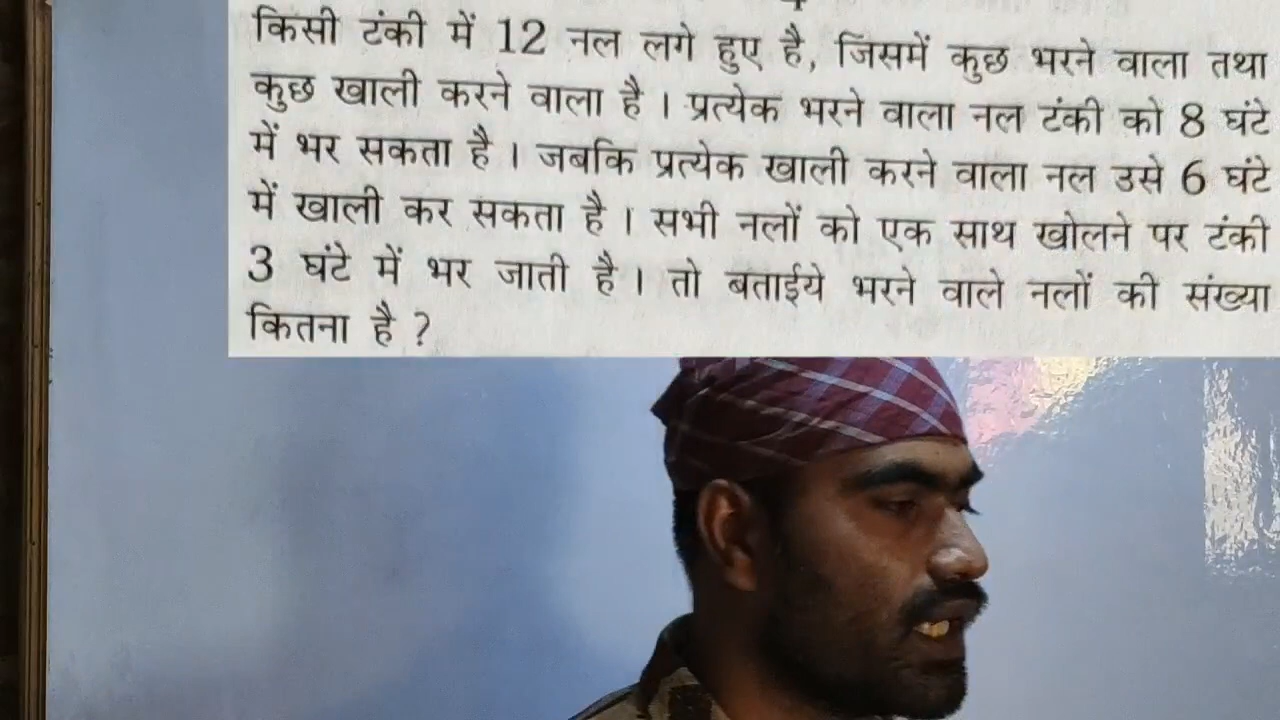 किसी टंकी में 12 नल लगे हुए है, जिसमें कुछ भरने वाला तथा
कुछ खाली करने वाला है । प्रत्येक भरने वाला नल टंकी को 8 घंटे
में भर सकता है । जबकि प्रत्येक खाली करने वाला नल उसे 6 घंटे
में खाली कर सकता है । सभी नलों को एक साथ खोलने पर टंकी
3 घंटे में भर जाती है । तो बताईये भरने वाले नलों की संख्या
कितना है ?